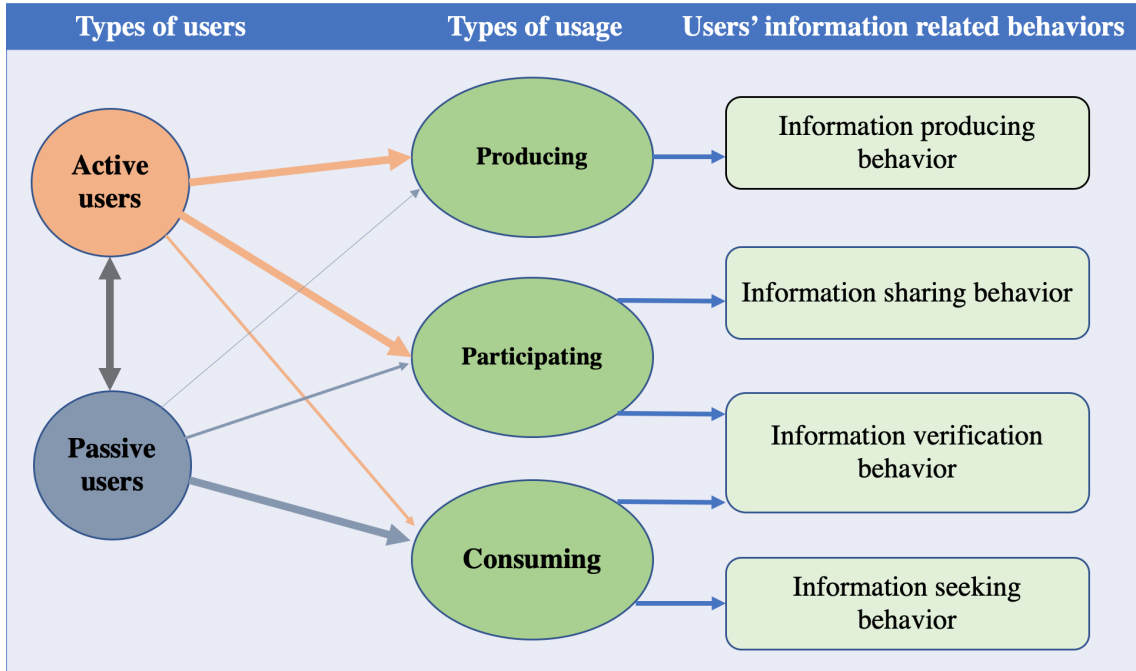 Types of users
Types of usage
Users’ information related behaviors
Active
users
Passive
users
Producing
Participating
Consuming
Information producing
behavior
Information sharing behavior
Information verification
behavior
Information seeking
behavior